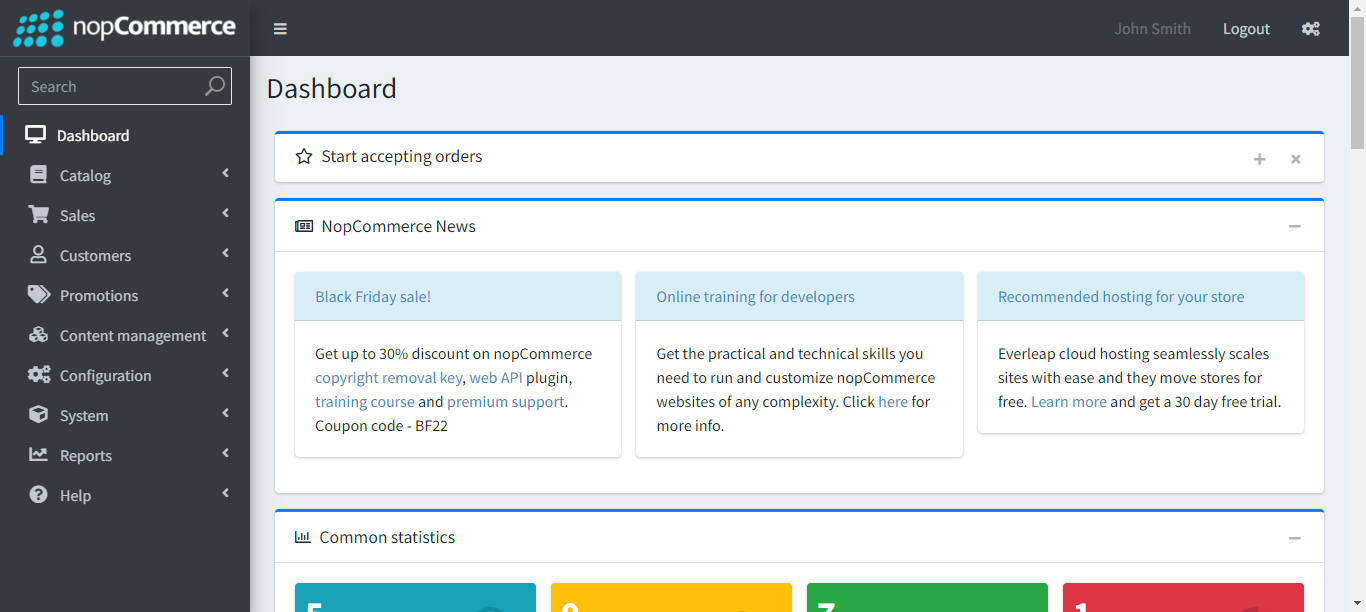 nopCommerce
John Smith
Logout
Search
Dashboard
Catalog
Sales
Customers
Promotions
Content management
Configuration
System
Reports
Help
Dashboard
Start accepting orders
NopCommerce News
Black Friday sale!
Get up to 30% discount on nopCommerce
copyright removal key, web API plugin,
training course and premium support.
Coupon code - BF22
Online training for developers
Get the practical and technical skills you
need to run and customize nopCommerce
websites of any complexity. Click here for
more info.
Recommended hosting for your store
Everleap cloud hosting seamlessly scales
sites with ease and they move stores for
free. Learn more and get a 30 day free trial.
Common statistics